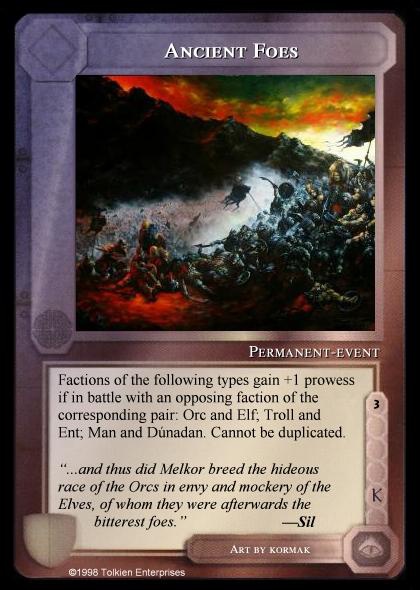 ANCIENT FOES
PERMANENT-EVENT
Factions of the following types gain +1 prowess
if in battle with an opposing faction of the
corresponding pair: Orc and Elf; Troll and
Ent; Man and Dúnadan. Cannot be duplicated.
3
“...and thus did Melkor breed the hideous
race of the Orcs in envy and mockery of the
Elves, of whom they were afterwards the
bitterest foes.” —Sil
K
ART BY KORMAK
©1998 Tolkien Enterprises